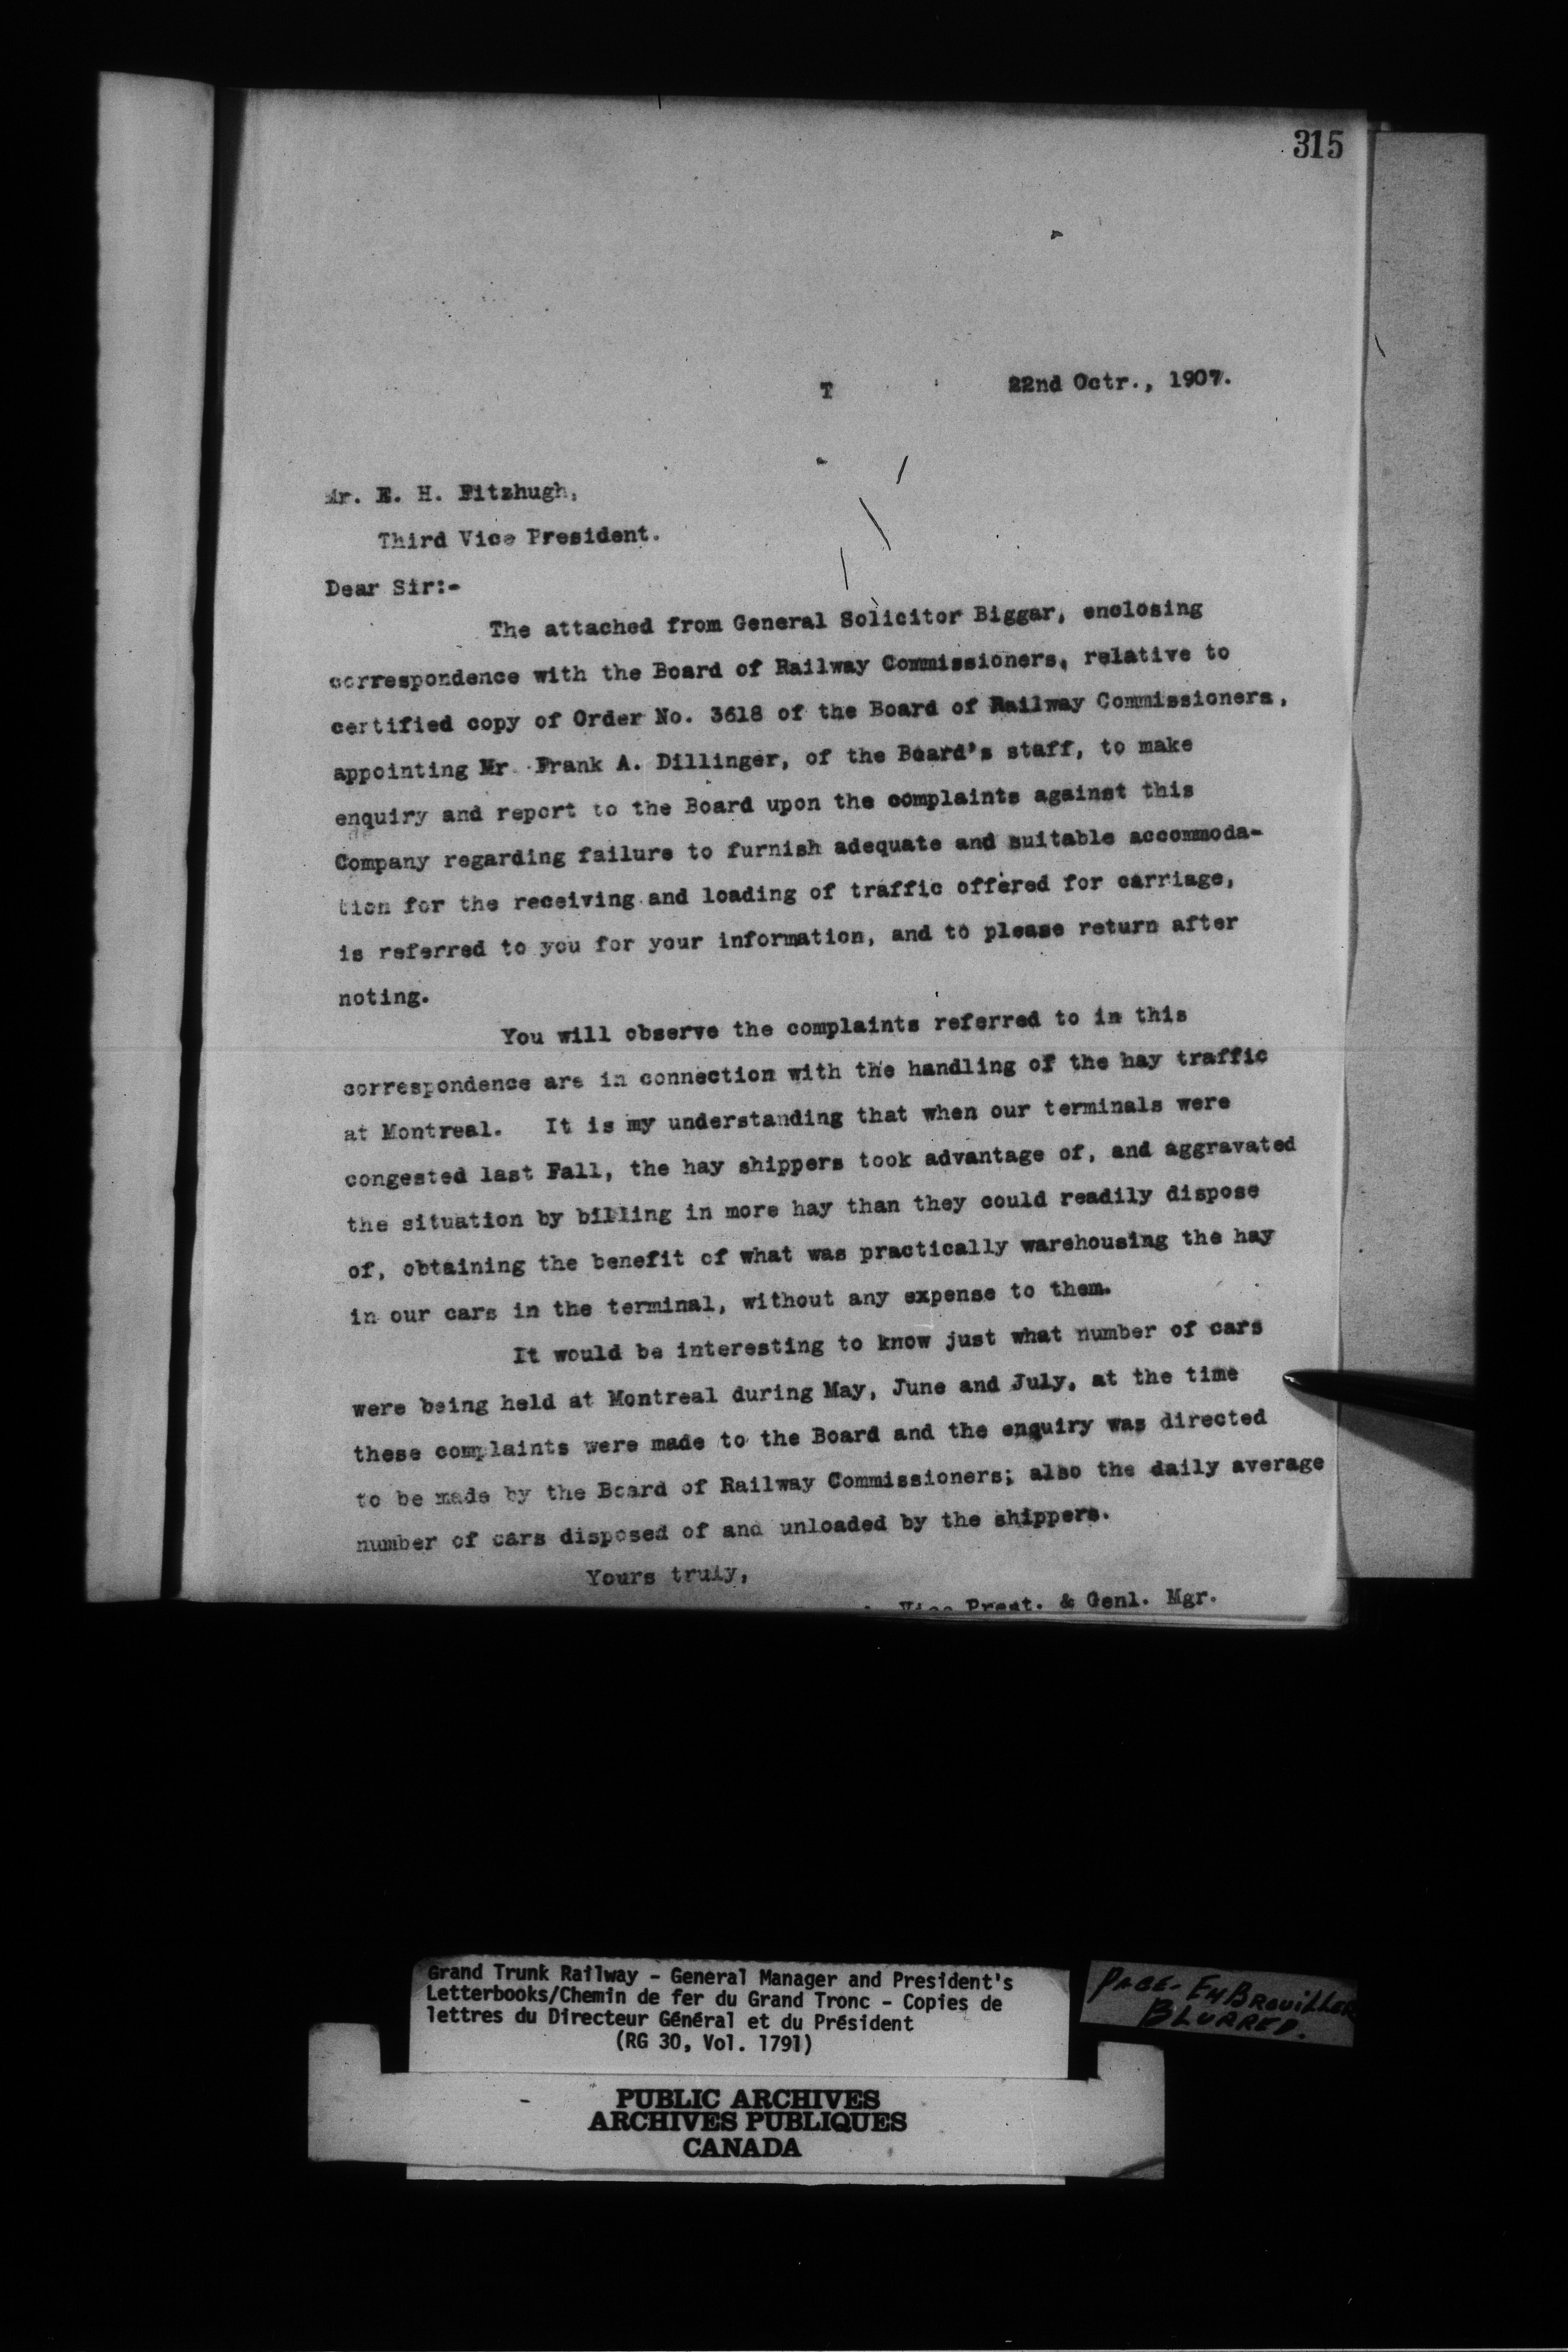 315
T 22nd Octr., 1907.
Mr. E. H. Fitzhugh,
Third Vice President.
Dear Sir:-
The attached from General Solicitor Biggar, enclosing
correspondence with the Board of Railway Commissioners, relative to
certified copy of Order No. 3618 of the Board of Railway Commissioners,
appointing Mr. Frank A. Dillinger, of the Board's staff, to make
enquiry and report to the Board upon the complaints against this
Company regarding failure to furnish adequate and suitable accommoda-
tion for the receiving and loading of traffic offered for carriage,
is referred to you for your information, and to please return after
noting.
You will observe the complaints referred to in this
correspondence are in connection with the handling of the hay traffic
at Montreal. It is my understanding that when our terminals were
congested last Fall, the hay shippers took advantage of, and aggravated
the situation by billing in more hay than they could readily dispose
of, obtaining the benefit of what was practically warehousing the hay
in our cars in the terminal, without any expense to them.
It would be interesting to know just what number of cars
were being held at Montreal during May, June and July, at the time
these complaints were made to the Board and the enquiry was directed
to be made by the Board of Railway Commissioners; also the daily average
number of cars disposed of and unloaded by the shippers.
Yours truly,
Vice Prest. & Genl. Mgr.
Grand Trunk Railway - General Manager and President's
Letterbooks/Chemin de fer du Grand Tronc - Copies de
lettres du Directeur Général et du Président
(RG 30, Vol. 1791)
PAGE - EMBROUILLER
BLURRED.
PUBLIC ARCHIVES
ARCHIVES PUBLIQUES
CANADA